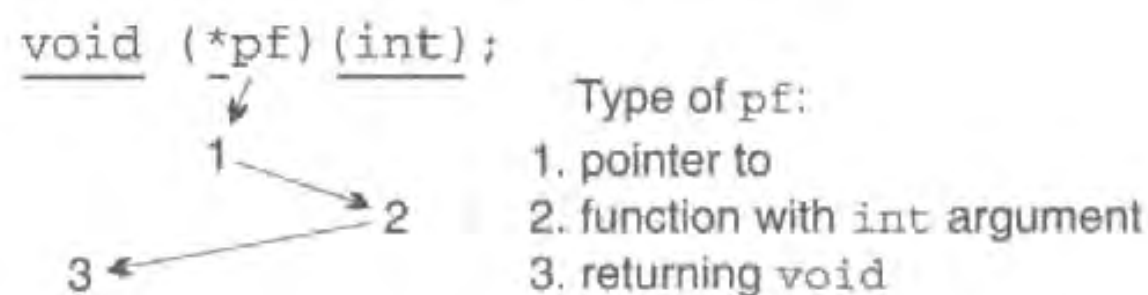 void (*pf)(int);
Type of pf:
1 1. pointer to
2 2. function with int argument
3 3. returning void